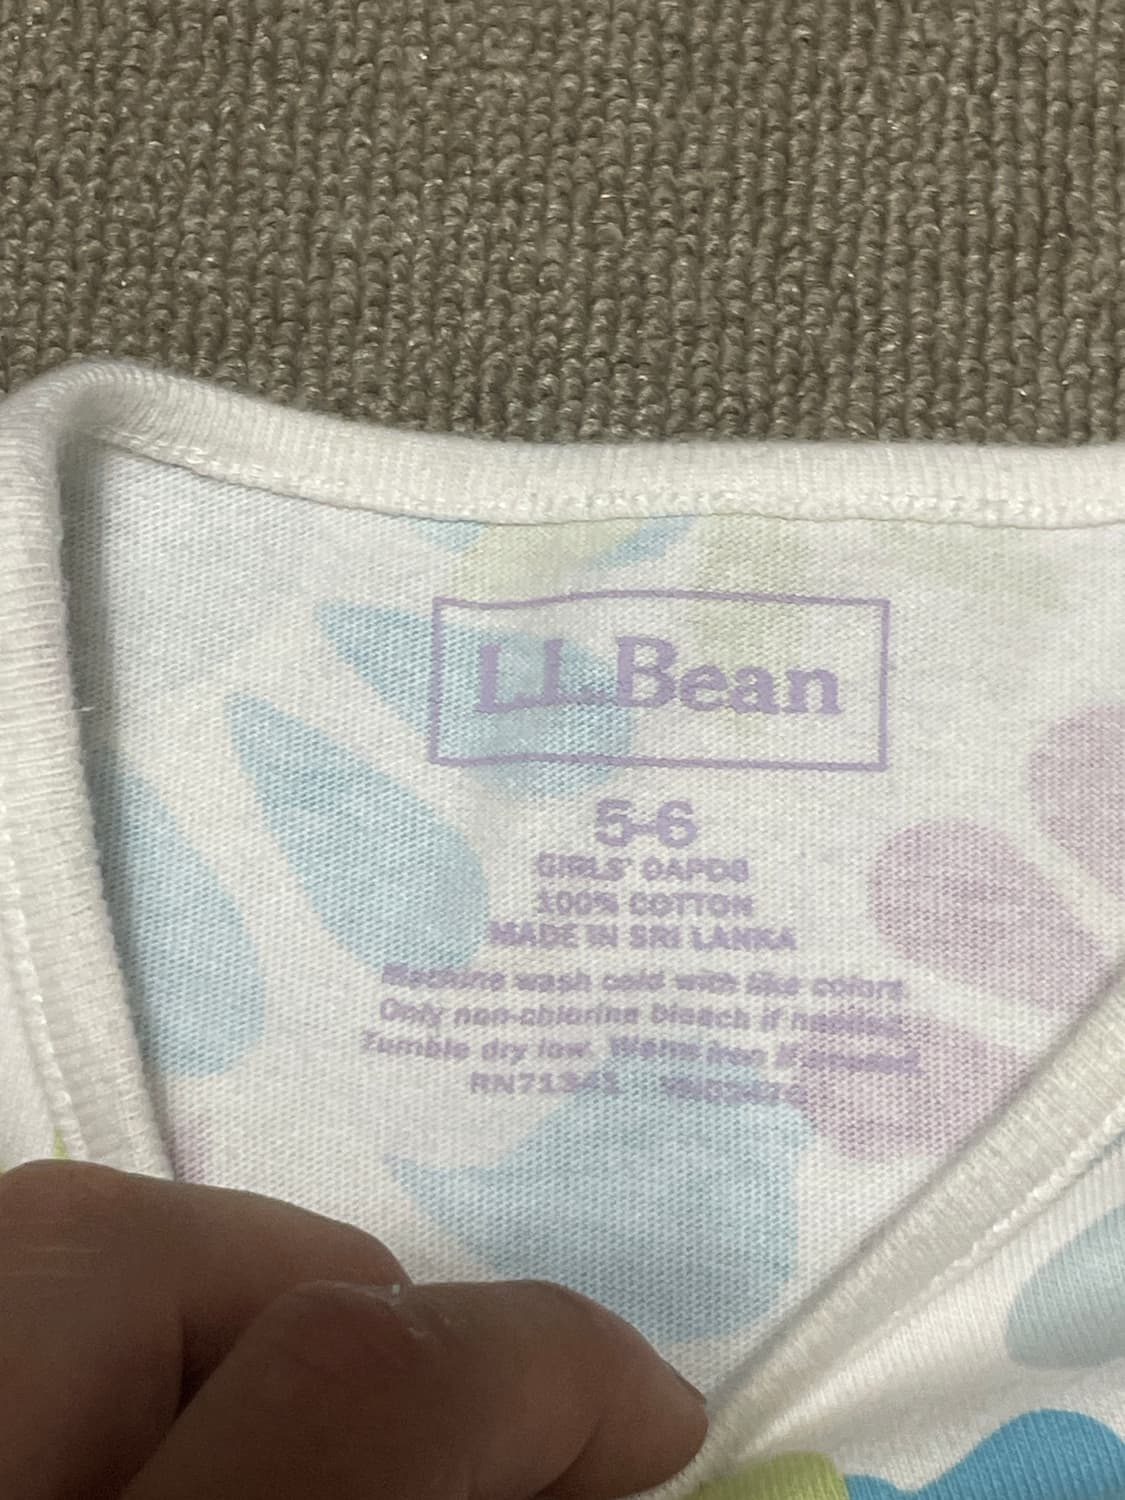 L.L.Bean
5-6
GIRLS' OAPD8
100% COTTON
MADE IN SRI LANKA
Machine wash cold with like colors.
Only non-chlorine bleach if needed.
Tumble dry low. Warm iron if needed.
RN71341